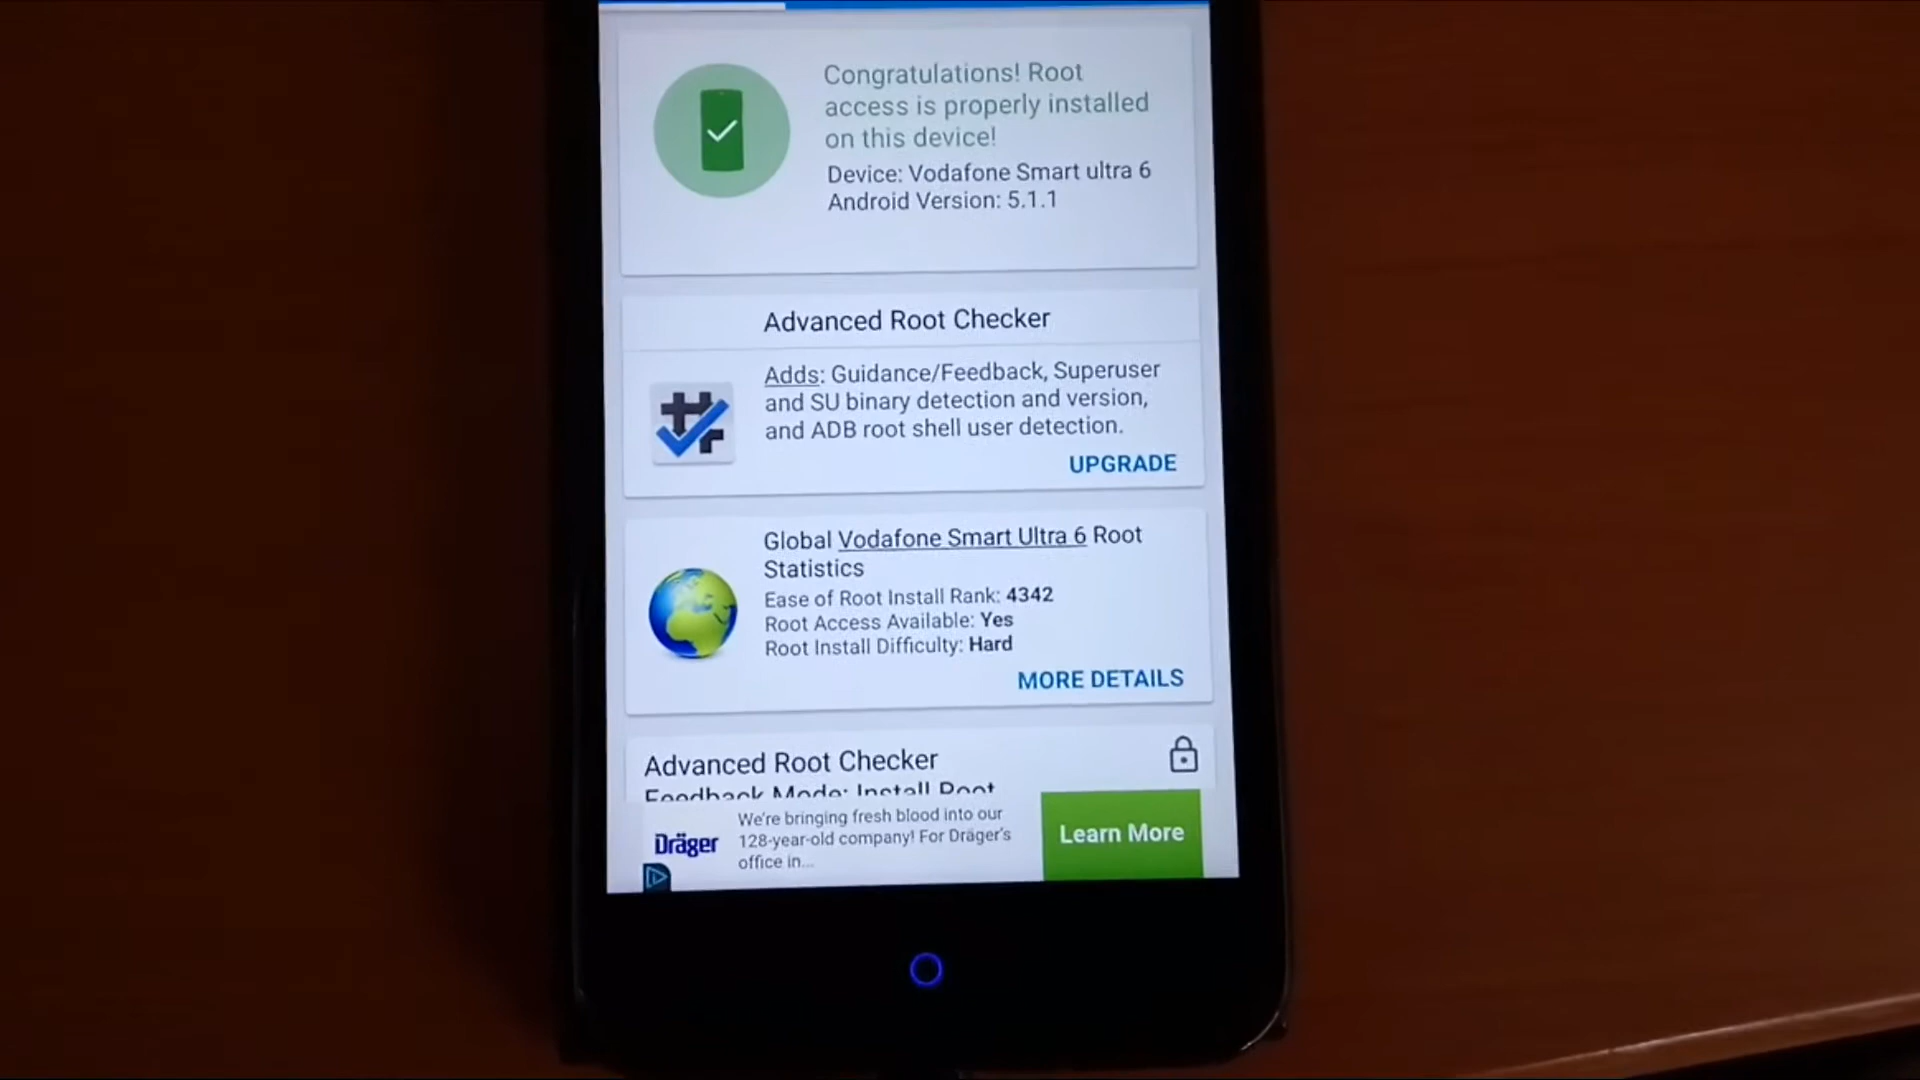 Congratulations! Root
access is properly installed
on this device!
Device: Vodafone Smart ultra 6
Android Version: 5.1.1
Advanced Root Checker
Adds: Guidance/Feedback, Superuser
and SU binary detection and version,
and ADB root shell user detection.
UPGRADE
Global Vodafone Smart Ultra 6 Root
Statistics
Ease of Root Install Rank: 4342
Root Access Available: Yes
Root Install Difficulty: Hard
MORE DETAILS
Advanced Root Checker
Feedback Mode: Install Root
Dräger
We're bringing fresh blood into our
128-year-old company! For Dräger's
office in...
Learn More